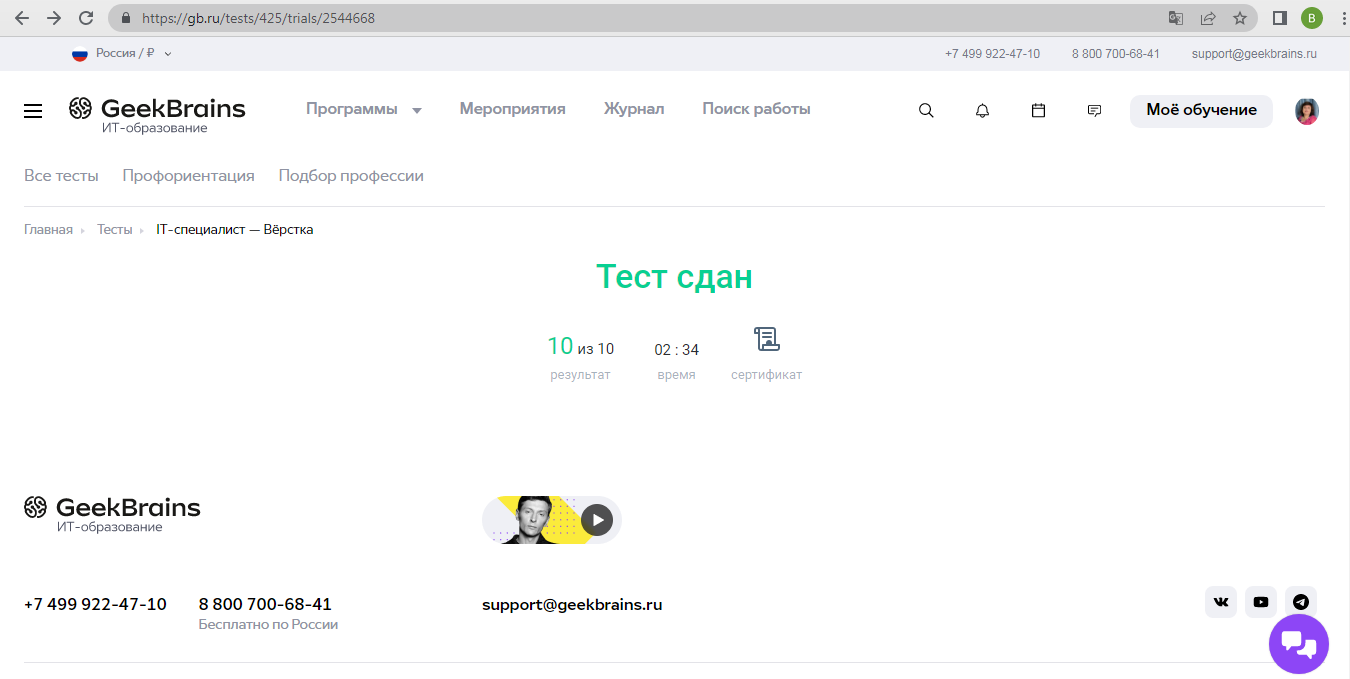 https://gb.ru/tests/425/trials/2544668
B
Россия / ₽
+7 499 922-47-10
8 800 700-68-41
support@geekbrains.ru
GeekBrains
ИТ-образование
Программы
Мероприятия
Журнал
Поиск работы
Моё обучение
Все тесты
Профориентация
Подбор профессии
Главная
Тесты
IT-специалист — Вёрстка
Тест сдан
10 из 10
02 : 34
результат
время
сертификат
GeekBrains
ИТ-образование
+7 499 922-47-10
8 800 700-68-41
support@geekbrains.ru
Бесплатно по России